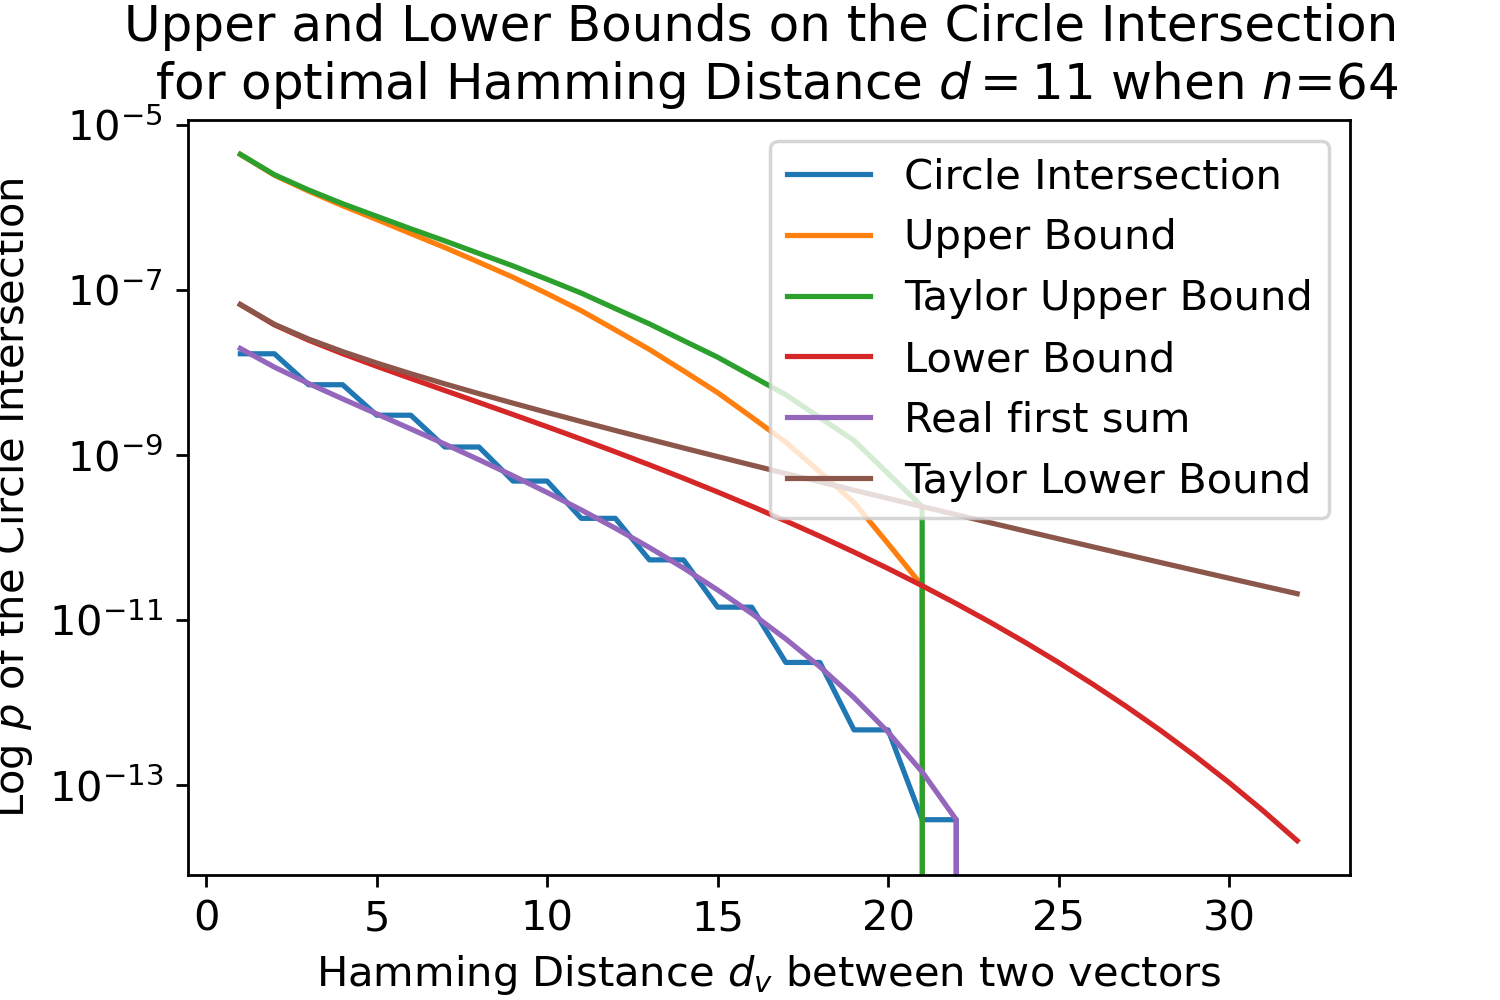 Upper and Lower Bounds on the Circle Intersection
for optimal Hamming Distance d = 11 when n=64
Log p of the Circle Intersection
10⁻⁵
10⁻⁷
10⁻⁹
10⁻¹¹
10⁻¹³
Circle Intersection
Upper Bound
Taylor Upper Bound
Lower Bound
Real first sum
Taylor Lower Bound
0 5 10 15 20 25 30
Hamming Distance dᵥ between two vectors